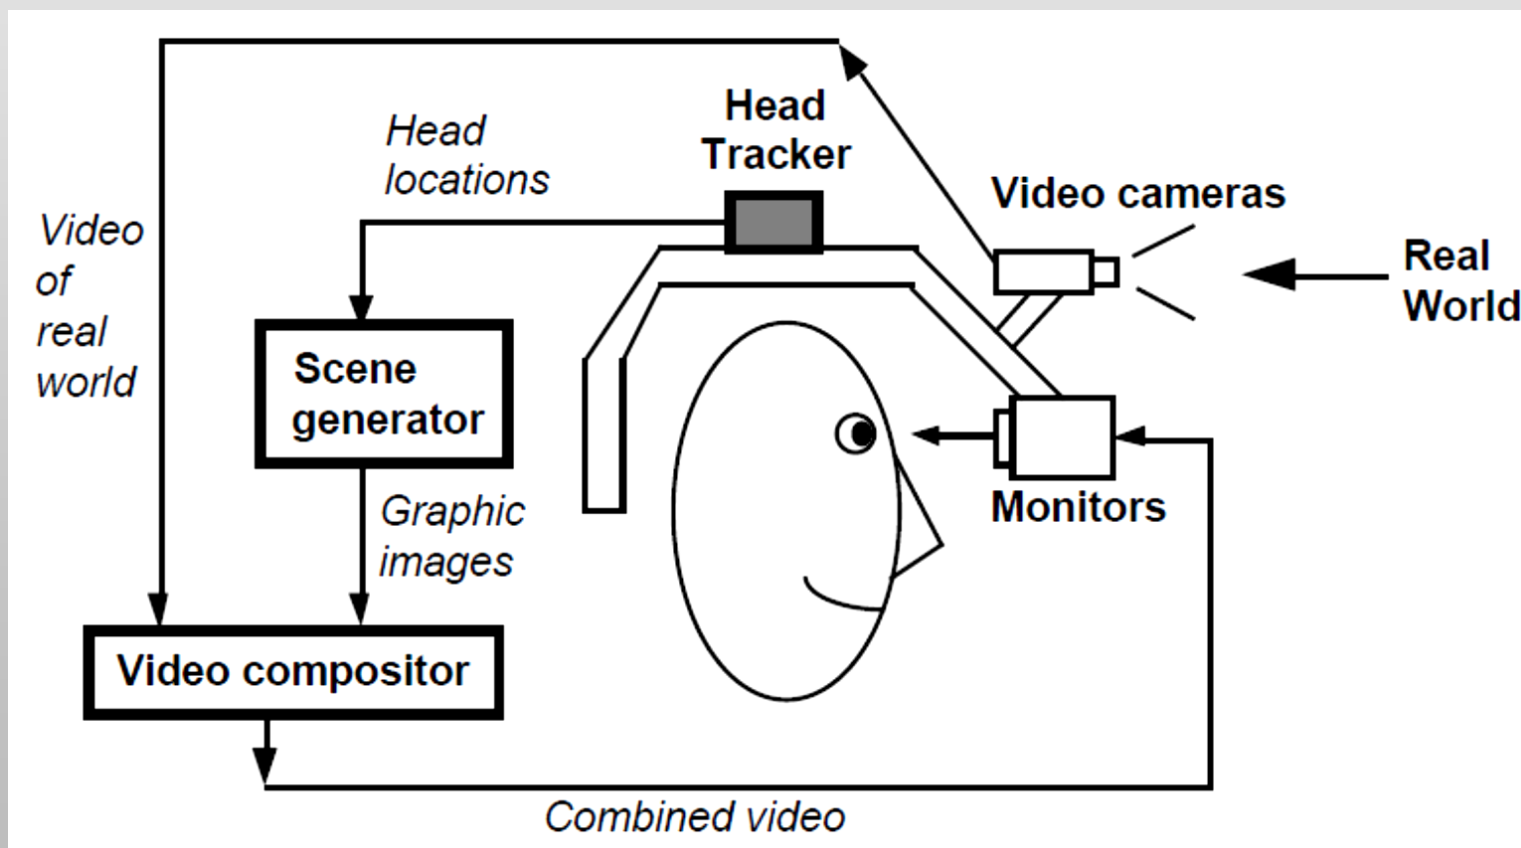 Head
Tracker
Head
locations
Video cameras
Real
World
Video
of
real
world
Scene
generator
Graphic
images
Monitors
Video compositor
Combined video